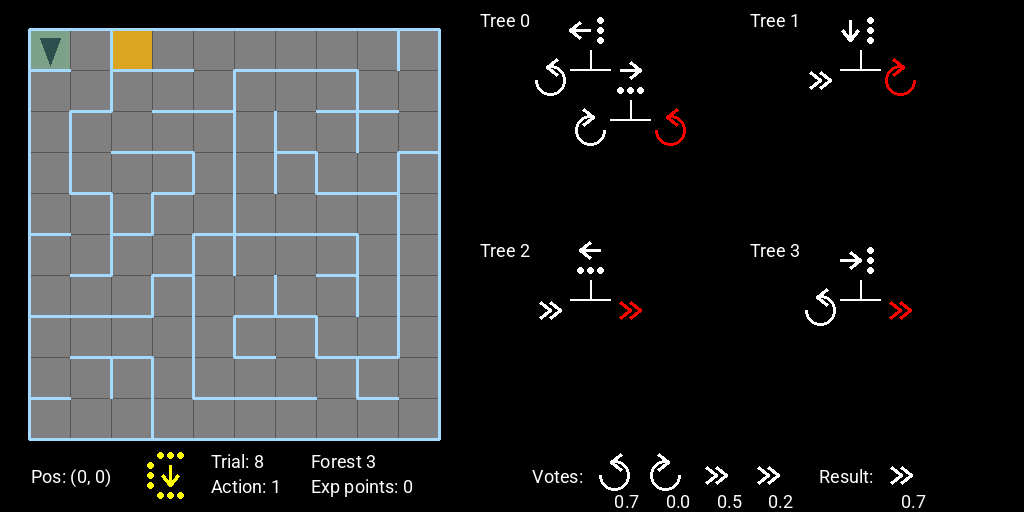 Tree 0
Tree 1
Tree 2
Tree 3
Pos: (0, 0)
Trial: 8
Forest 3
Action: 1
Exp points: 0
Votes:
0.7
0.0
0.5
0.2
Result:
0.7